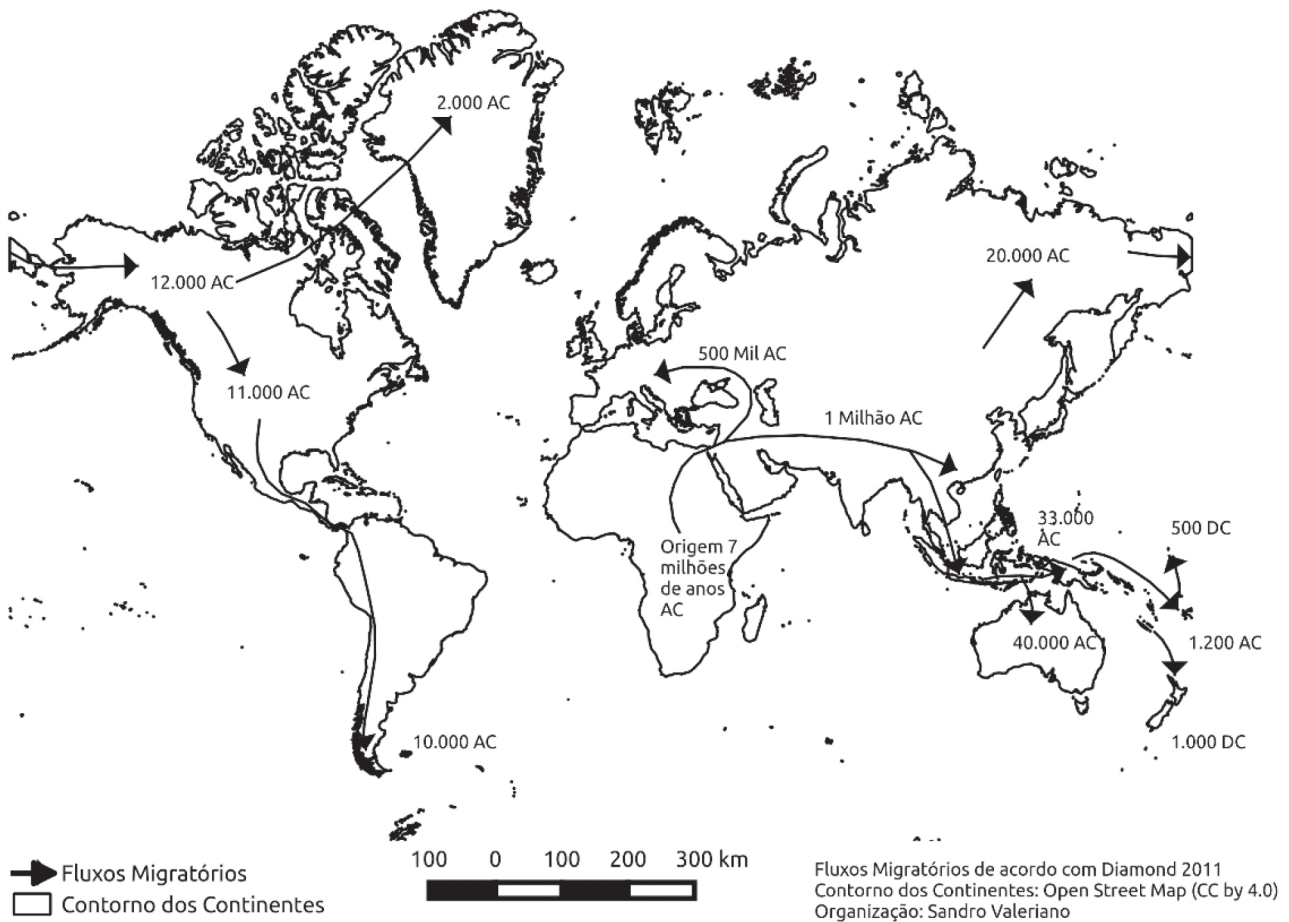 2.000 AC
20.000 AC
12.000 AC
500 Mil AC
11.000 AC
1 Milhão AC
33.000
AC
500 DC
Origem 7
milhões
de anos
AC
40.000 AC
1.200 AC
10.000 AC
1.000 DC
100 0 100 200 300 km
Fluxos Migratórios
Contorno dos Continentes
Fluxos Migratórios de acordo com Diamond 2011
Contorno dos Continentes: Open Street Map (CC by 4.0)
Organização: Sandro Valeriano